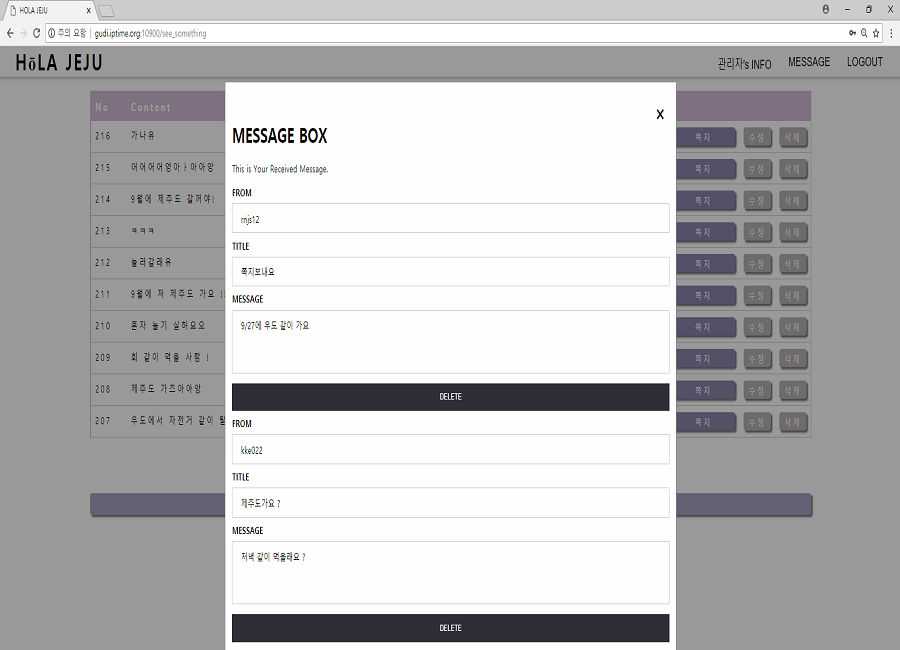 HOLA JEJU
주의 요함 | gudi.iptime.org:10900/see_something
HōLA JEJU
관리자's INFO MESSAGE LOGOUT
No Content
216 가나유 쪽지 수정 삭제
215 어어어어엉아ㅏ아아앙 쪽지 수정 삭제
214 9월에 제주도 갈꺼야! 쪽지 수정 삭제
213 ㅋㅋㅋ 쪽지 수정 삭제
212 놀러갈래유 쪽지 수정 삭제
211 9월에 저 제주도 가요 !! 쪽지 수정 삭제
210 혼자 놀기 싫허요오 쪽지 수정 삭제
209 회 같이 먹을 사람 ! 쪽지 수정 삭제
208 제주도 가즈아아앙 쪽지 수정 삭제
207 우도에서 자전거 같이 탈 쪽지 수정 삭제
X
MESSAGE BOX
This is Your Received Message.
FROM
rnjs12
TITLE
쪽지보내요
MESSAGE
9/27에 우도 같이 가요
DELETE
FROM
kke022
TITLE
제주도가요 ?
MESSAGE
저녁 같이 먹을래요 ?
DELETE